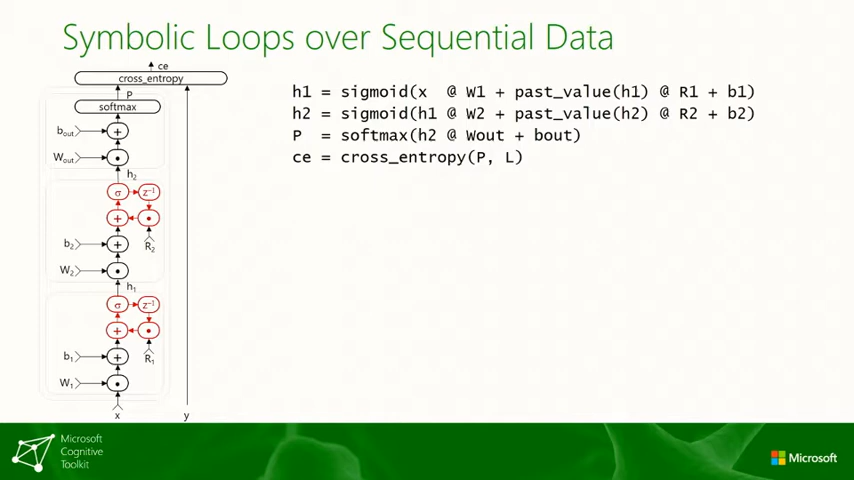 Symbolic Loops over Sequential Data
ce
cross_entropy
P
softmax
b_out
+
W_out
•
h₂
σ z⁻¹
+ •
b₂ + R₂
W₂ •
h₁
σ z⁻¹
+ •
b₁ + R₁
W₁ •
x y
h1 = sigmoid(x @ W1 + past_value(h1) @ R1 + b1)
h2 = sigmoid(h1 @ W2 + past_value(h2) @ R2 + b2)
P = softmax(h2 @ Wout + bout)
ce = cross_entropy(P, L)
Microsoft
Cognitive
Toolkit
Microsoft